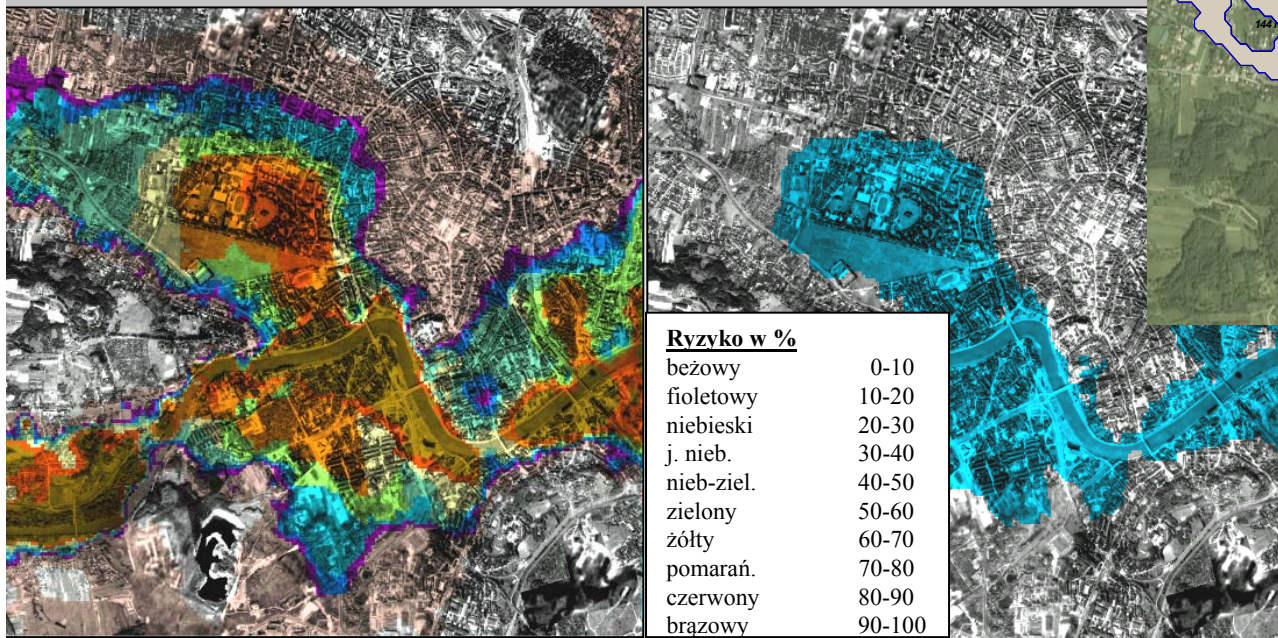 144
Ryzyko w %
beżowy 0-10
fioletowy 10-20
niebieski 20-30
j. nieb. 30-40
nieb-ziel. 40-50
zielony 50-60
żółty 60-70
pomarań. 70-80
czerwony 80-90
brązowy 90-100